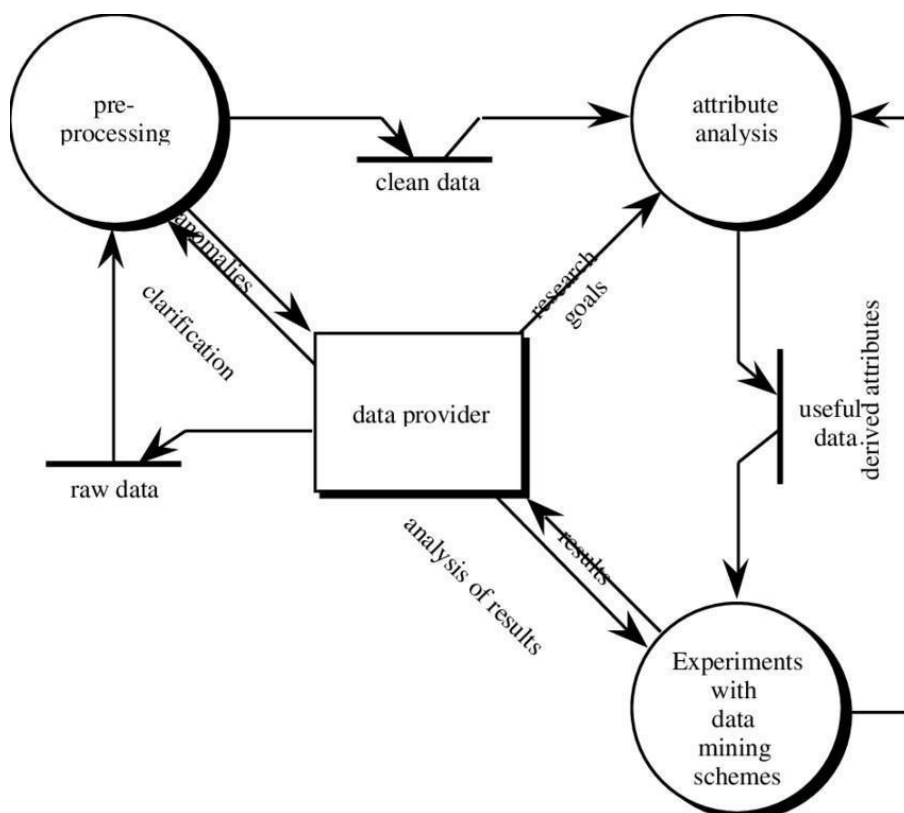 pre-
processing
attribute
analysis
clean data
anomalies
clarification
research
goals
data provider
useful
data
derived attributes
raw data
analysis of results
results
Experiments
with
data
mining
schemes